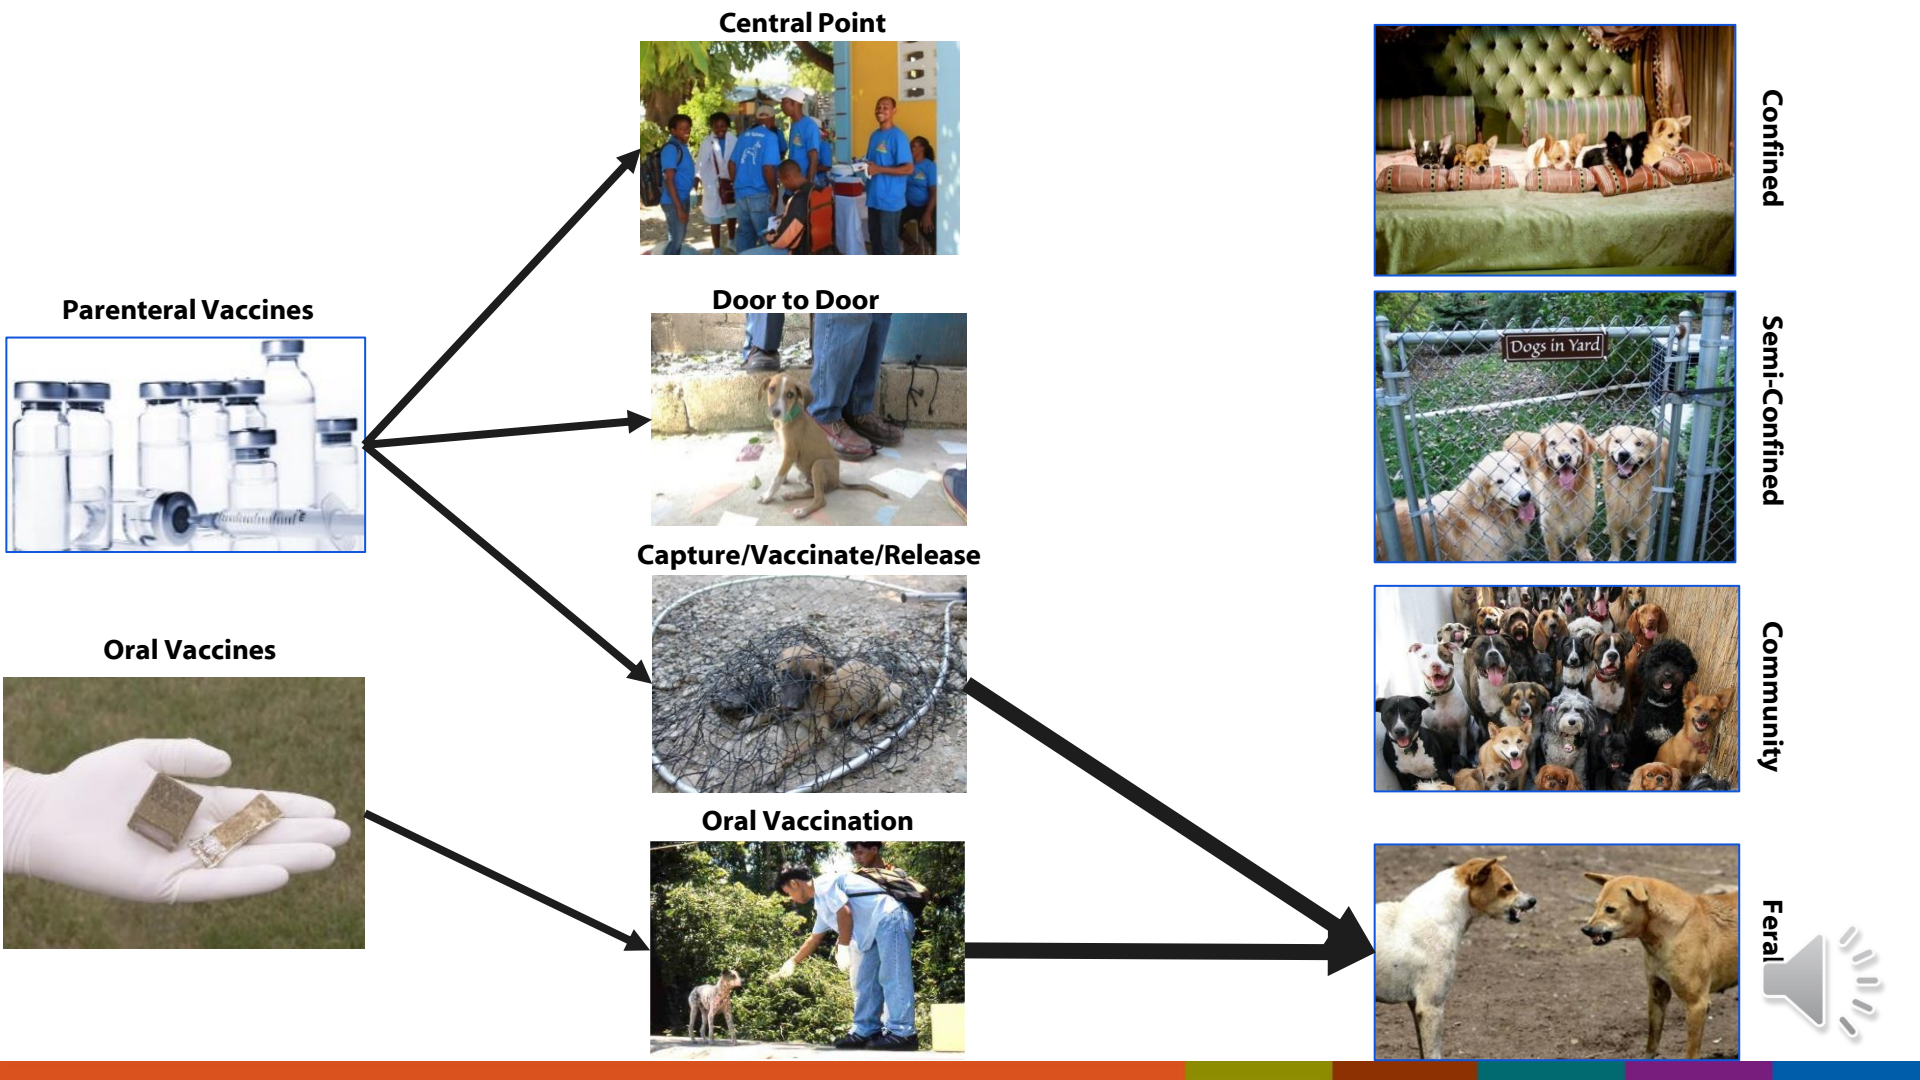 Central Point
Confined
Parenteral Vaccines
Door to Door
Dogs in Yard
Semi-Confined
Capture/Vaccinate/Release
Oral Vaccines
Community
Oral Vaccination
Feral